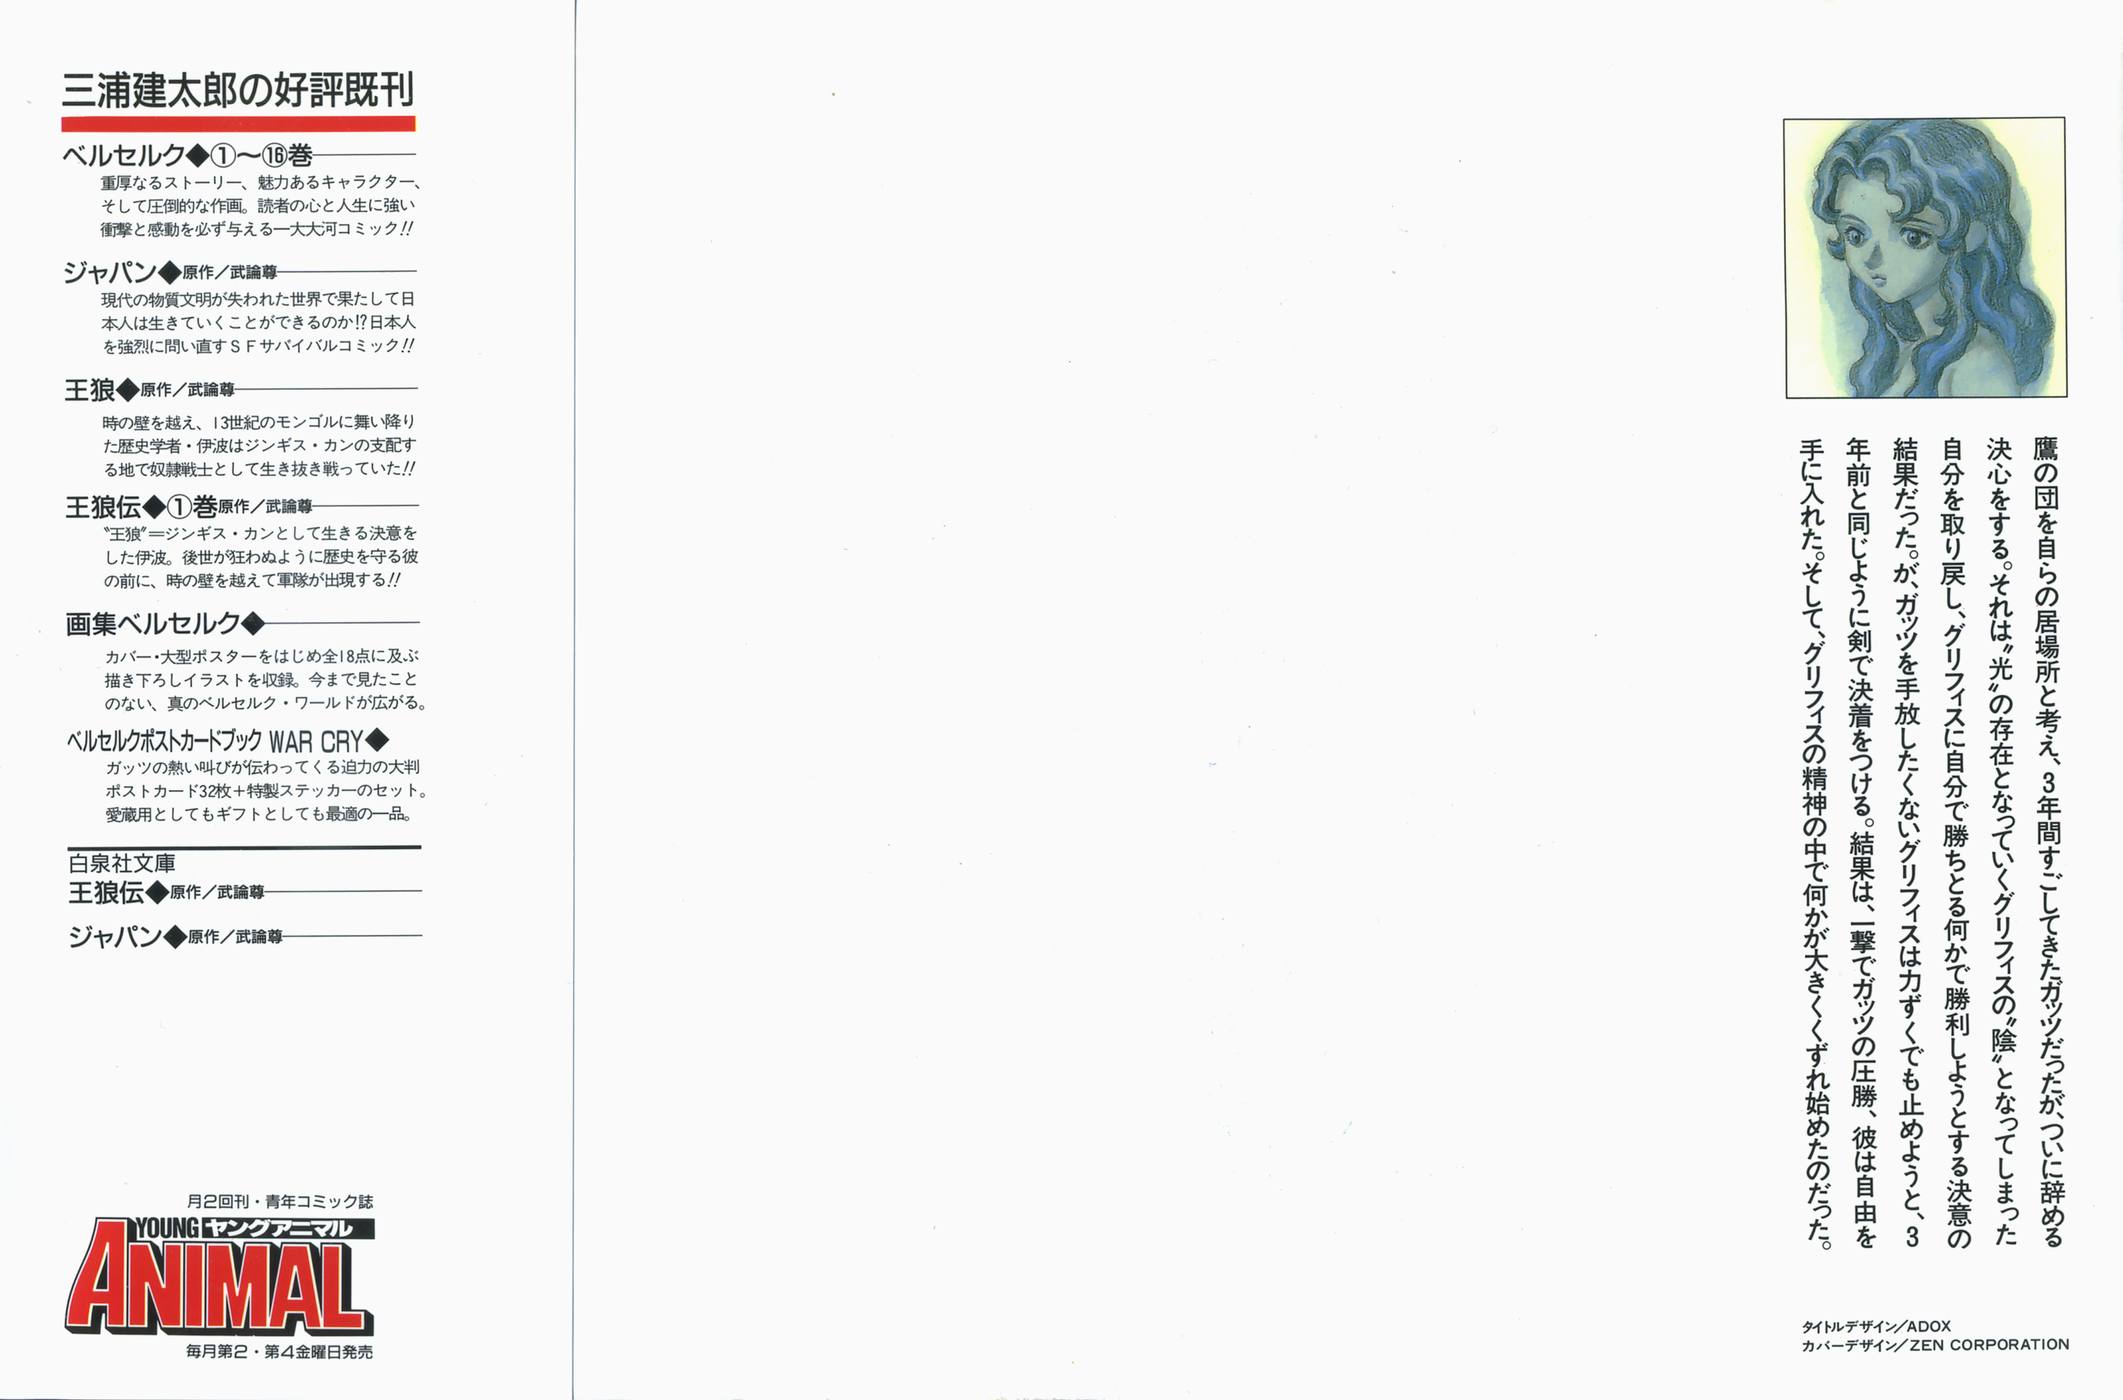 三浦建太郎の好評既刊
ベルセルク◆①〜⑯巻
重厚なるストーリー、魅力あるキャラクター、
そして圧倒的な作画。読者の心と人生に強い
衝撃と感動を必ず与える一大大河コミック!!
ジャパン◆原作／武論尊
現代の物質文明が失われた世界で果たして日
本人は生きていくことができるのか!?日本人
を強烈に問い直すＳＦサバイバルコミック!!
王狼◆原作／武論尊
時の壁を越え、13世紀のモンゴルに舞い降り
た歴史学者・伊波はジンギス・カンの支配す
る地で奴隷戦士として生き抜き戦っていた!!
王狼伝◆①巻原作／武論尊
〝王狼〟＝ジンギス・カンとして生きる決意を
した伊波。後世が狂わぬように歴史を守る彼
の前に、時の壁を越えて軍隊が出現する!!
画集ベルセルク◆
カバー・大型ポスターをはじめ全18点に及ぶ
描き下ろしイラストを収録。今まで見たこと
のない、真のベルセルク・ワールドが広がる。
ベルセルクポストカードブック WAR CRY◆
ガッツの熱い叫びが伝わってくる迫力の大判
ポストカード32枚＋特製ステッカーのセット。
愛蔵用としてもギフトとしても最適の一品。
白泉社文庫
王狼伝◆原作／武論尊
ジャパン◆原作／武論尊
月2回刊・青年コミック誌
YOUNG ヤングアニマル
ANIMAL
毎月第2・第4金曜日発売
鷹の団を自らの居場所と考え、3年間すごしてきたガッツだったが、ついに辞める
決心をする。それは〝光〟の存在となっていくグリフィスの〝陰〟となってしまった
自分を取り戻し、グリフィスに自分で勝ちとる何かで勝利しようとする決意の
結果だった。が、ガッツを手放したくないグリフィスは力ずくでも止めようと、3
年前と同じように剣で決着をつける。結果は、一撃でガッツの圧勝、彼は自由を
手に入れた。そして、グリフィスの精神の中で何かが大きくくずれ始めたのだった。
タイトルデザイン／ADOX
カバーデザイン／ZEN CORPORATION